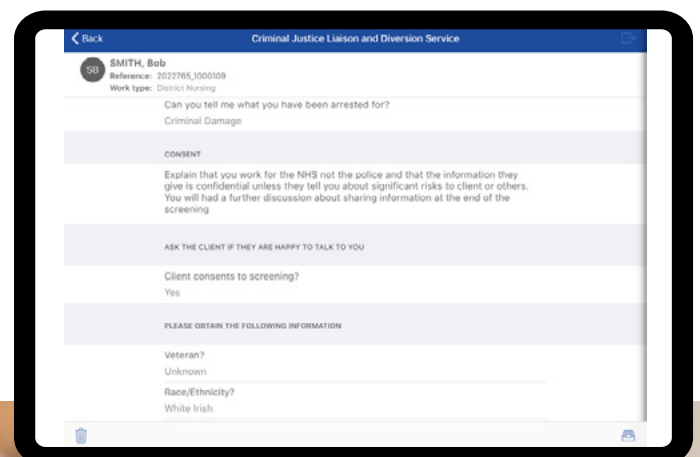 Back
Criminal Justice Liaison and Diversion Service
SB
SMITH, Bob
Reference: 2022765_1000109
Work type: District Nursing
Can you tell me what you have been arrested for?
Criminal Damage
CONSENT
Explain that you work for the NHS not the police and that the information they
give is confidential unless they tell you about significant risks to client or others.
You will had a further discussion about sharing information at the end of the
screening
ASK THE CLIENT IF THEY ARE HAPPY TO TALK TO YOU
Client consents to screening?
Yes
PLEASE OBTAIN THE FOLLOWING INFORMATION
Veteran?
Unknown
Race/Ethnicity?
White Irish